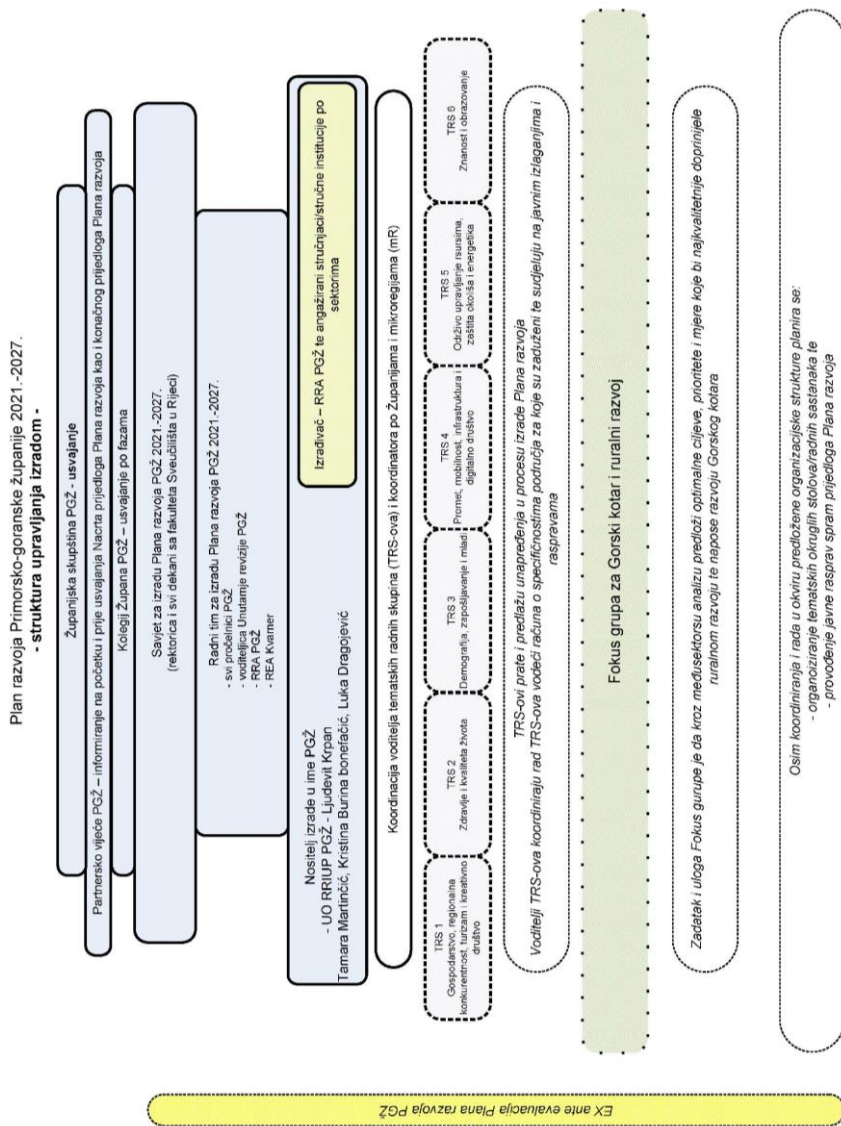 Plan razvoja Primorsko-goranske županije 2021.-2027.
- struktura upravljanja izradom -
Županijska skupština PGŽ - usvajanje
Partnersko vijeće PGŽ – informiranje na početku i prije usvajanja Nacrta prijedloga Plana razvoja kao i konačnog prijedloga Plana razvoja
Kolegij Župana PGŽ – usvajanje po fazama
Savjet za izradu Plana razvoja PGŽ 2021.-2027.
(rektorica i svi dekani sa fakulteta Sveučilišta u Rijeci)
Radni tim za izradu Plana razvoja PGŽ 2021.-2027.
- svi pročelnici PGŽ
- voditeljica Unutarnje revizije PGŽ
- RRA PGŽ
- REA Kvarner
Nositelj izrade u ime PGŽ
- UO RRIUP PGŽ - Ljudevit Krpan
Tamara Martinčić, Kristina Burina bonefačić, Luka Dragojević
Izrađivač – RRA PGŽ te angažirani stručnjaci/stručne institucije po
sektorima
Koordinacija voditelja tematskih radnih skupina (TRS-ova) i koordinatora po Županijama i mikroregijama (mR)
TRS 1
Gospodarstvo, regionalna
konkurentnost, turizam i kreativno
društvo
TRS 2
Zdravlje i kvaliteta života
TRS 3
Demografija, zapošljavanje i mladi
TRS 4
Promet, mobilnost, infrastruktura i
digitalno društvo
TRS 5
Održivo upravljanje rsursima,
zaštita okoliša i energetika
TRS 6
Znanost i obrazovanje
TRS-ovi prate i predlažu unapređenja u procesu izrade Plana razvoja
Voditelji TRS-ova koordiniraju rad TRS-ova vodeći računa o specifičnostima područja za koje su zaduženi te sudjeluju na javnim izlaganjima i
raspravama
Fokus grupa za Gorski kotar i ruralni razvoj
Zadatak i uloga Fokus gurupe je da kroz međusektorsu analizu predloži optimalne ciljeve, prioritete i mjere koje bi najkvalitetnije doprinijele
ruralnom razvoju te napose razvoju Gorskog kotara
Osim koordiniranja i rada u okviru predložene organizacijske strukture planira se:
- organoiziranje tematskih okruglih stolova/radnih sastanaka te
- provođenje javne rasprav spram prijedloga Plana razvoja
EX ante evaluacija Plana razvoja PGŽ